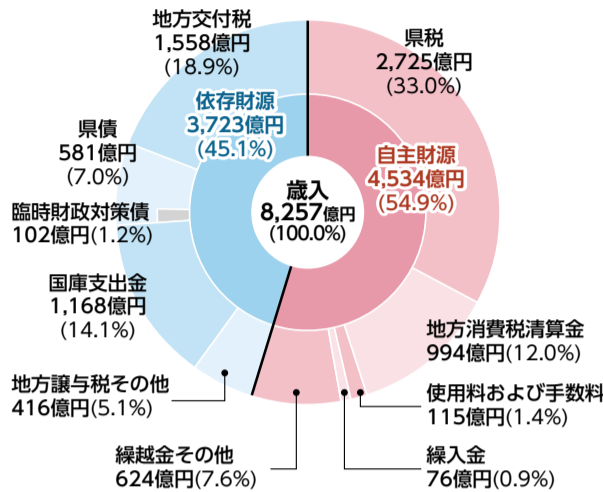 歳入
8,257億円
(100.0%)
自主財源
4,534億円
(54.9%)
県税
2,725億円
(33.0%)
地方消費税清算金
994億円(12.0%)
使用料および手数料
115億円(1.4%)
繰入金
76億円(0.9%)
繰越金その他
624億円(7.6%)
依存財源
3,723億円
(45.1%)
地方交付税
1,558億円
(18.9%)
県債
581億円
(7.0%)
臨時財政対策債
102億円(1.2%)
国庫支出金
1,168億円
(14.1%)
地方譲与税その他
416億円(5.1%)